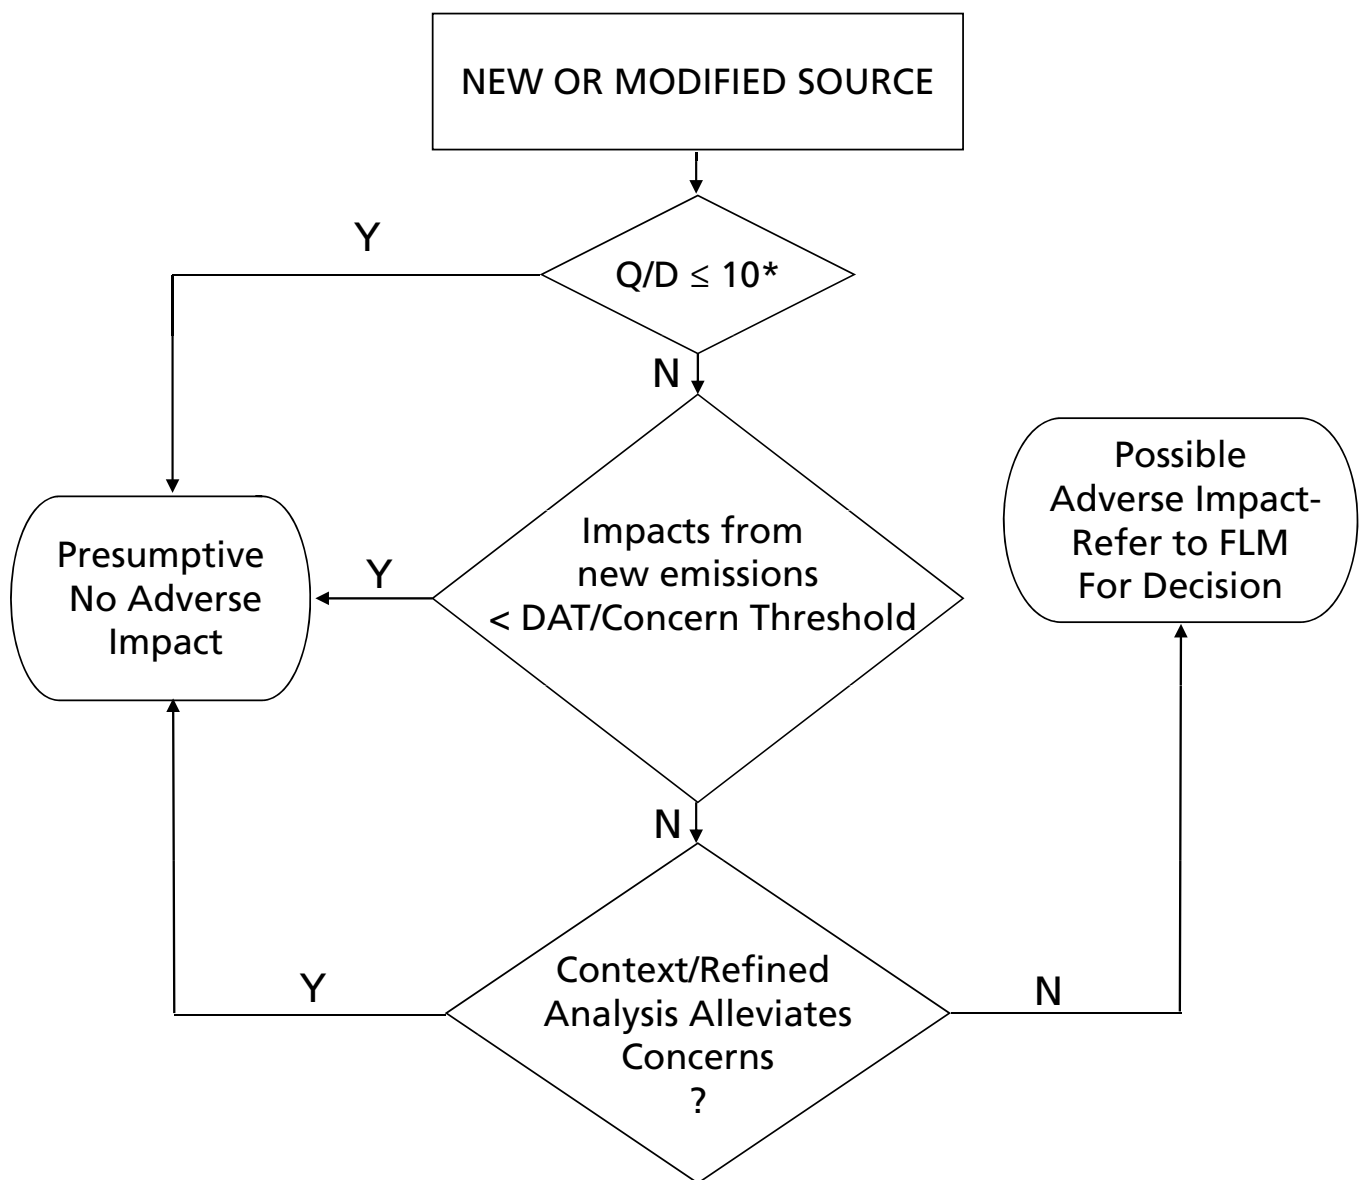 NEW OR MODIFIED SOURCE
Y
Q/D ≤ 10*
N
Possible
Adverse Impact-
Refer to FLM
For Decision
Impacts from
new emissions
< DAT/Concern Threshold
Y
Presumptive
No Adverse
Impact
N
Context/Refined
Analysis Alleviates
Concerns
?
Y
N